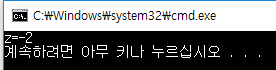 C:₩Windows₩system32₩cmd.exe
z=-2
계속하려면 아무 키나 누르십시오 . . .